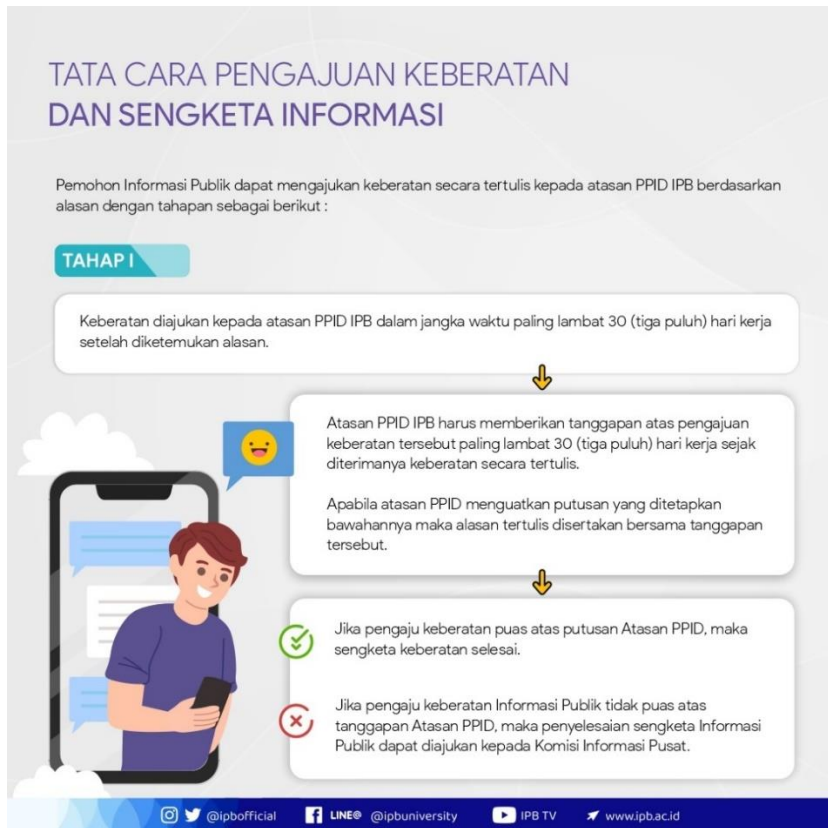 TATA CARA PENGAJUAN KEBERATAN
DAN SENGKETA INFORMASI
Pemohon Informasi Publik dapat mengajukan keberatan secara tertulis kepada atasan PPID IPB berdasarkan
alasan dengan tahapan sebagai berikut :
TAHAP I
Keberatan diajukan kepada atasan PPID IPB dalam jangka waktu paling lambat 30 (tiga puluh) hari kerja
setelah diketemukan alasan.
Atasan PPID IPB harus memberikan tanggapan atas pengajuan
keberatan tersebut paling lambat 30 (tiga puluh) hari kerja sejak
diterimanya keberatan secara tertulis.
Apabila atasan PPID menguatkan putusan yang ditetapkan
bawahannya maka alasan tertulis disertakan bersama tanggapan
tersebut.
Jika pengaju keberatan puas atas putusan Atasan PPID, maka
sengketa keberatan selesai.
Jika pengaju keberatan Informasi Publik tidak puas atas
tanggapan Atasan PPID, maka penyelesaian sengketa Informasi
Publik dapat diajukan kepada Komisi Informasi Pusat.
@ipbofficial LINE@ @ipbuniversity IPB TV www.ipb.ac.id